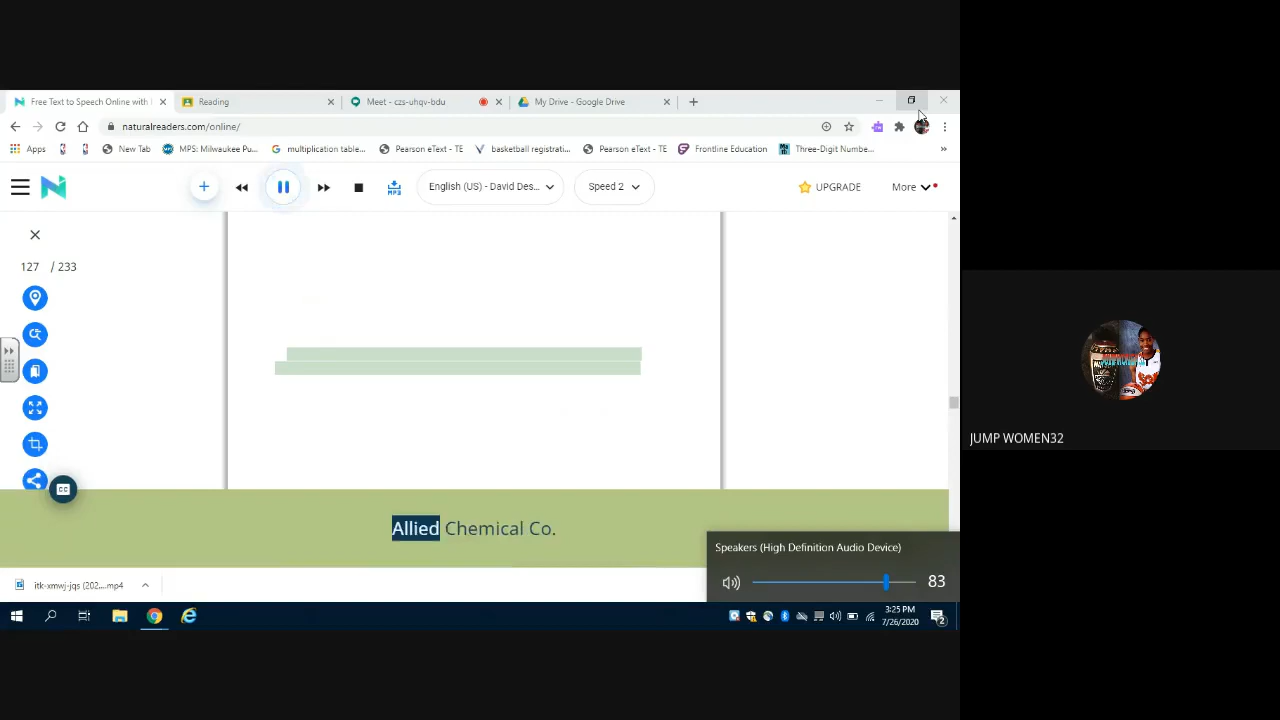 Free Text to Speech Online with
Reading
Meet - czs-uhqv-bdu
My Drive - Google Drive
naturalreaders.com/online/
Apps
New Tab
MPS: Milwaukee Pu...
multiplication table...
Pearson eText - TE
basketball registrati...
Pearson eText - TE
Frontline Education
Three-Digit Numbe...
»
MP3
English (US) - David Des...
Speed 2
UPGRADE
More
127 / 233
CC
Allied Chemical Co.
Speakers (High Definition Audio Device)
83
itk-xmwj-jqs (202....mp4
3:25 PM
7/26/2020
2
JUMP WOMEN32